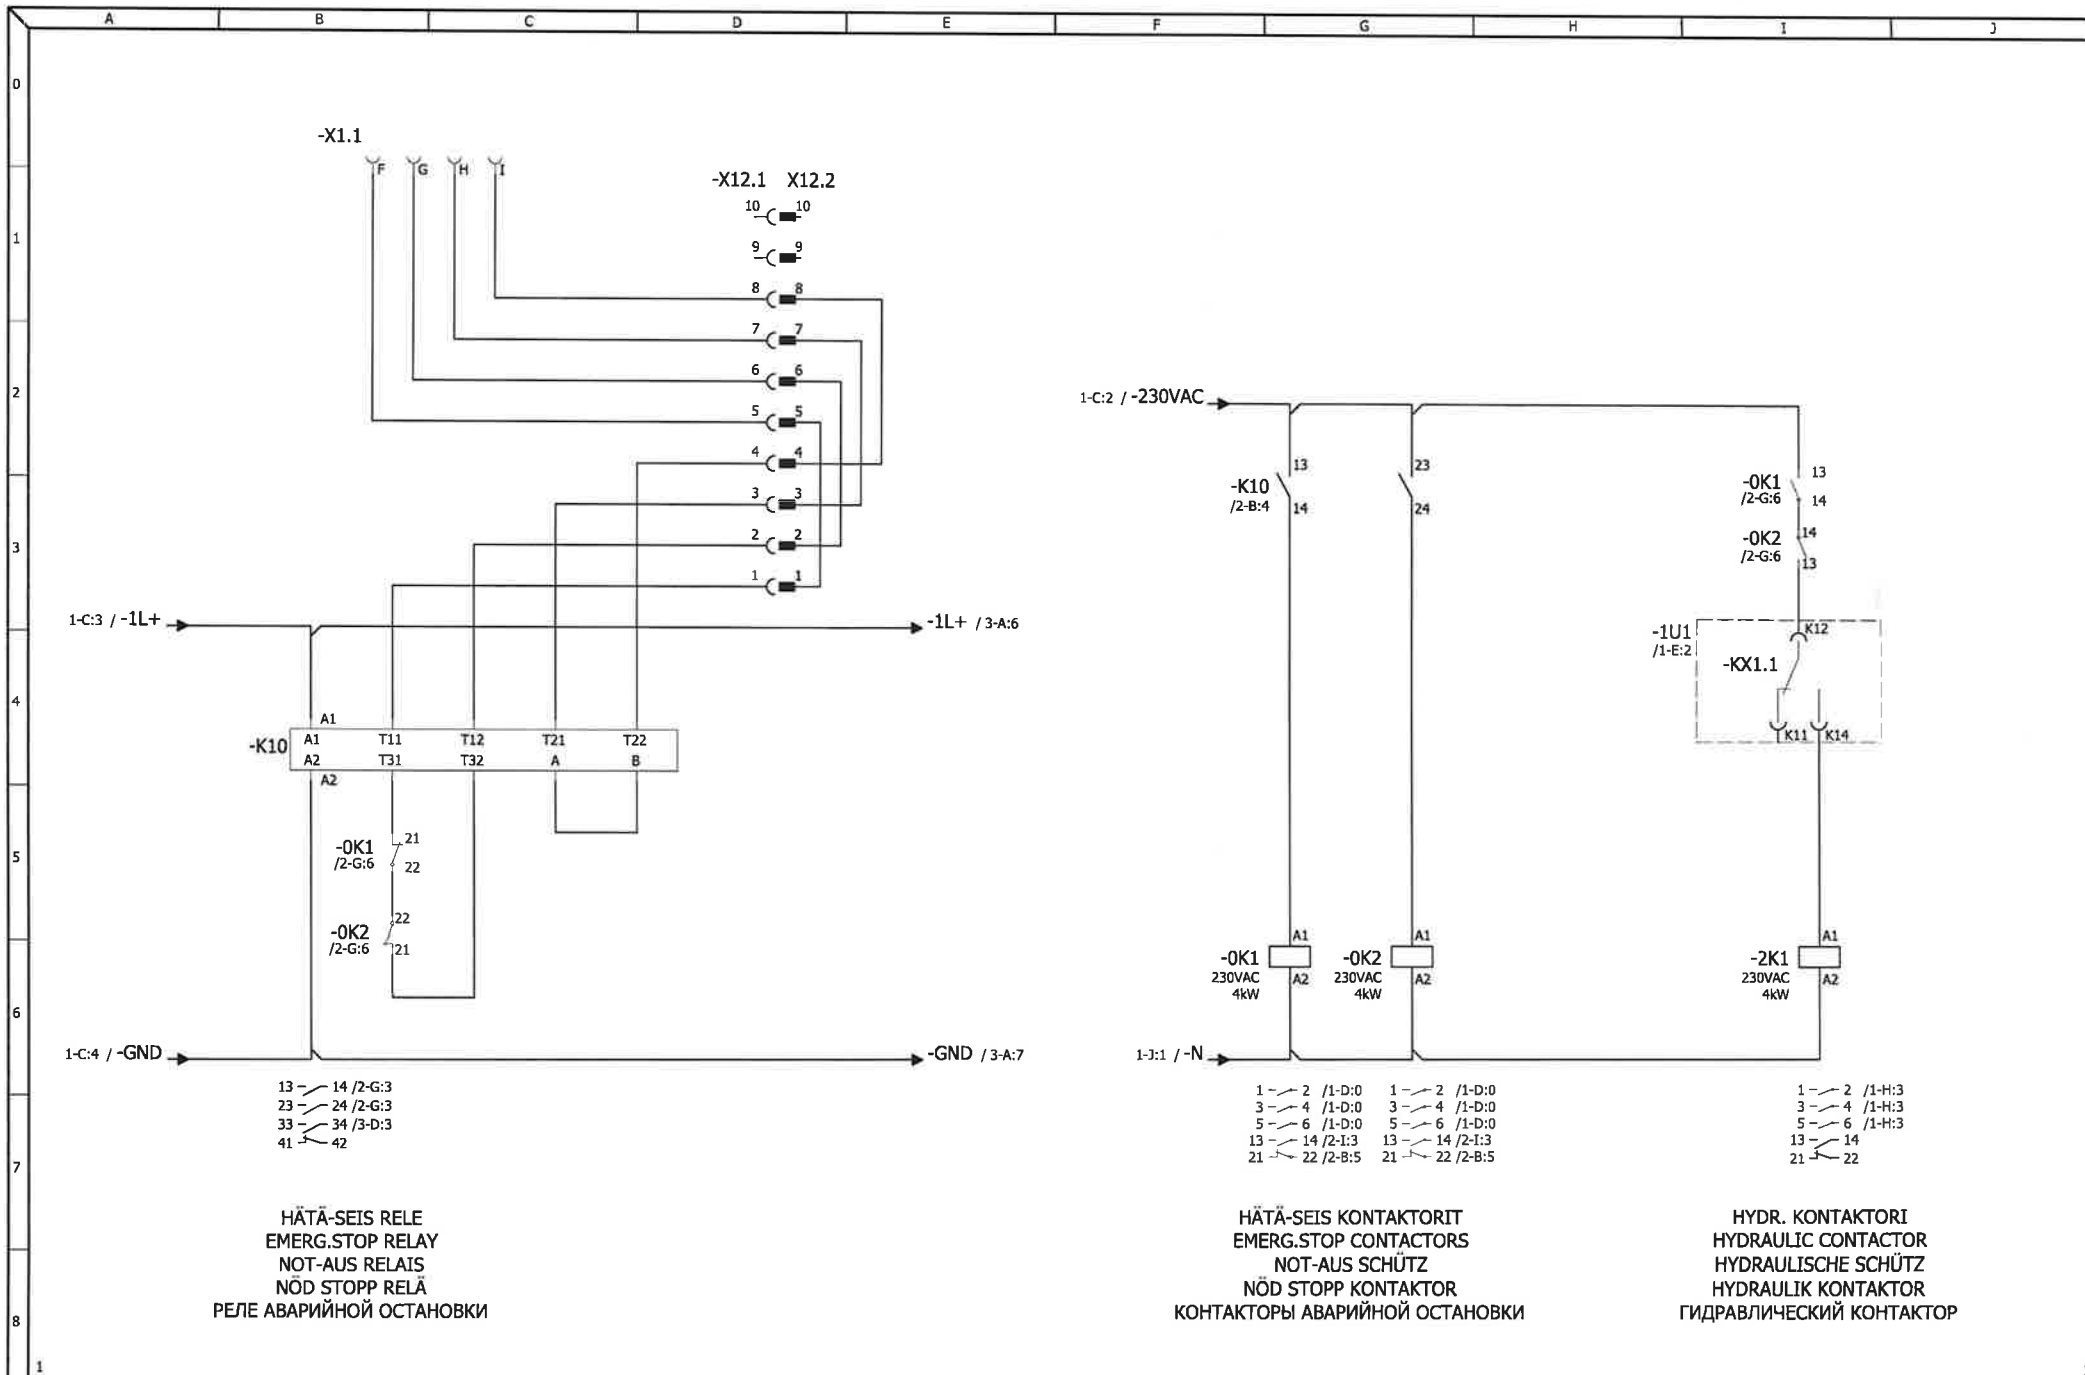 A B C D E F G H I J
0
-X1.1
F G H I
-X12.1 X12.2
10 10
1
9 9
8 8
7 7
6 6
2
1-C:2 / -230VAC
5 5
4 4
13 23
-K10
/2-B:4
14 24
-0K1
/2-G:6
13
14
3 3
2 2
3
-0K2
/2-G:6
14
13
1 1
1-C:3 / -1L+
-1L+ / 3-A:6
-1U1
/1-E:2
K12
-KX1.1
4
K11 K14
A1
-K10
A1 T11 T12 T21 T22
A2 T31 T32 A B
A2
5
-0K1
/2-G:6
21
22
-0K2
/2-G:6
22
21
-0K1
230VAC
4kW
A1
A2
-0K2
230VAC
4kW
A1
A2
-2K1
230VAC
4kW
A1
A2
6
1-C:4 / -GND
-GND / 3-A:7
1-J:1 / -N
13 14 /2-G:3
23 24 /2-G:3
33 34 /3-D:3
41 42
1 2 /1-D:0
3 4 /1-D:0
5 6 /1-D:0
13 14 /2-I:3
21 22 /2-B:5
1 2 /1-D:0
3 4 /1-D:0
5 6 /1-D:0
13 14 /2-I:3
21 22 /2-B:5
1 2 /1-H:3
3 4 /1-H:3
5 6 /1-H:3
13 14
21 22
7
HÄTÄ-SEIS RELE
EMERG.STOP RELAY
NOT-AUS RELAIS
NÖD STOPP RELÄ
РЕЛЕ АВАРИЙНОЙ ОСТАНОВКИ
HÄTÄ-SEIS KONTAKTORIT
EMERG.STOP CONTACTORS
NOT-AUS SCHÜTZ
NÖD STOPP KONTAKTOR
КОНТАКТОРЫ АВАРИЙНОЙ ОСТАНОВКИ
HYDR. KONTAKTORI
HYDRAULIC CONTACTOR
HYDRAULISCHE SCHÜTZ
HYDRAULIK KONTAKTOR
ГИДРАВЛИЧЕСКИЙ КОНТАКТОР
8
1